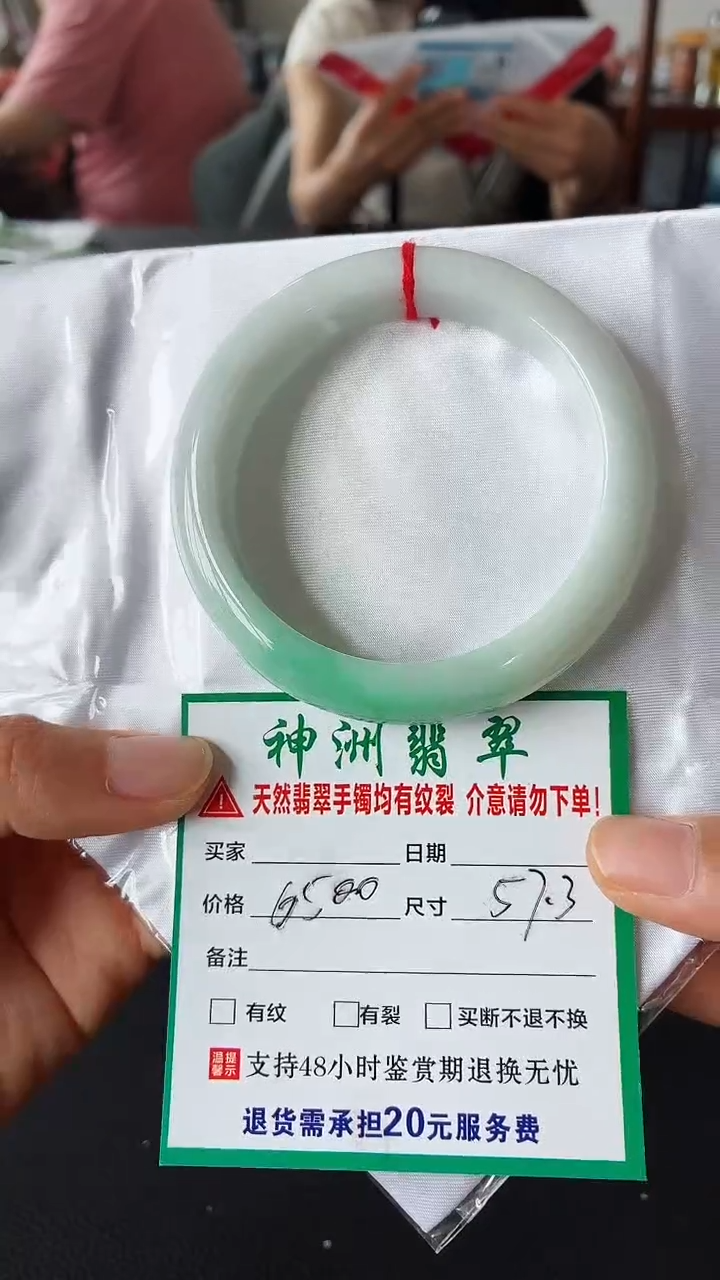 神洲翡翠
天然翡翠手镯均有纹裂 介意请勿下单!
买家 日期
价格 6500 尺寸 57.3
备注
有纹 有裂 买断不退不换
温馨提示 支持48小时鉴赏期退换无忧
退货需承担20元服务费